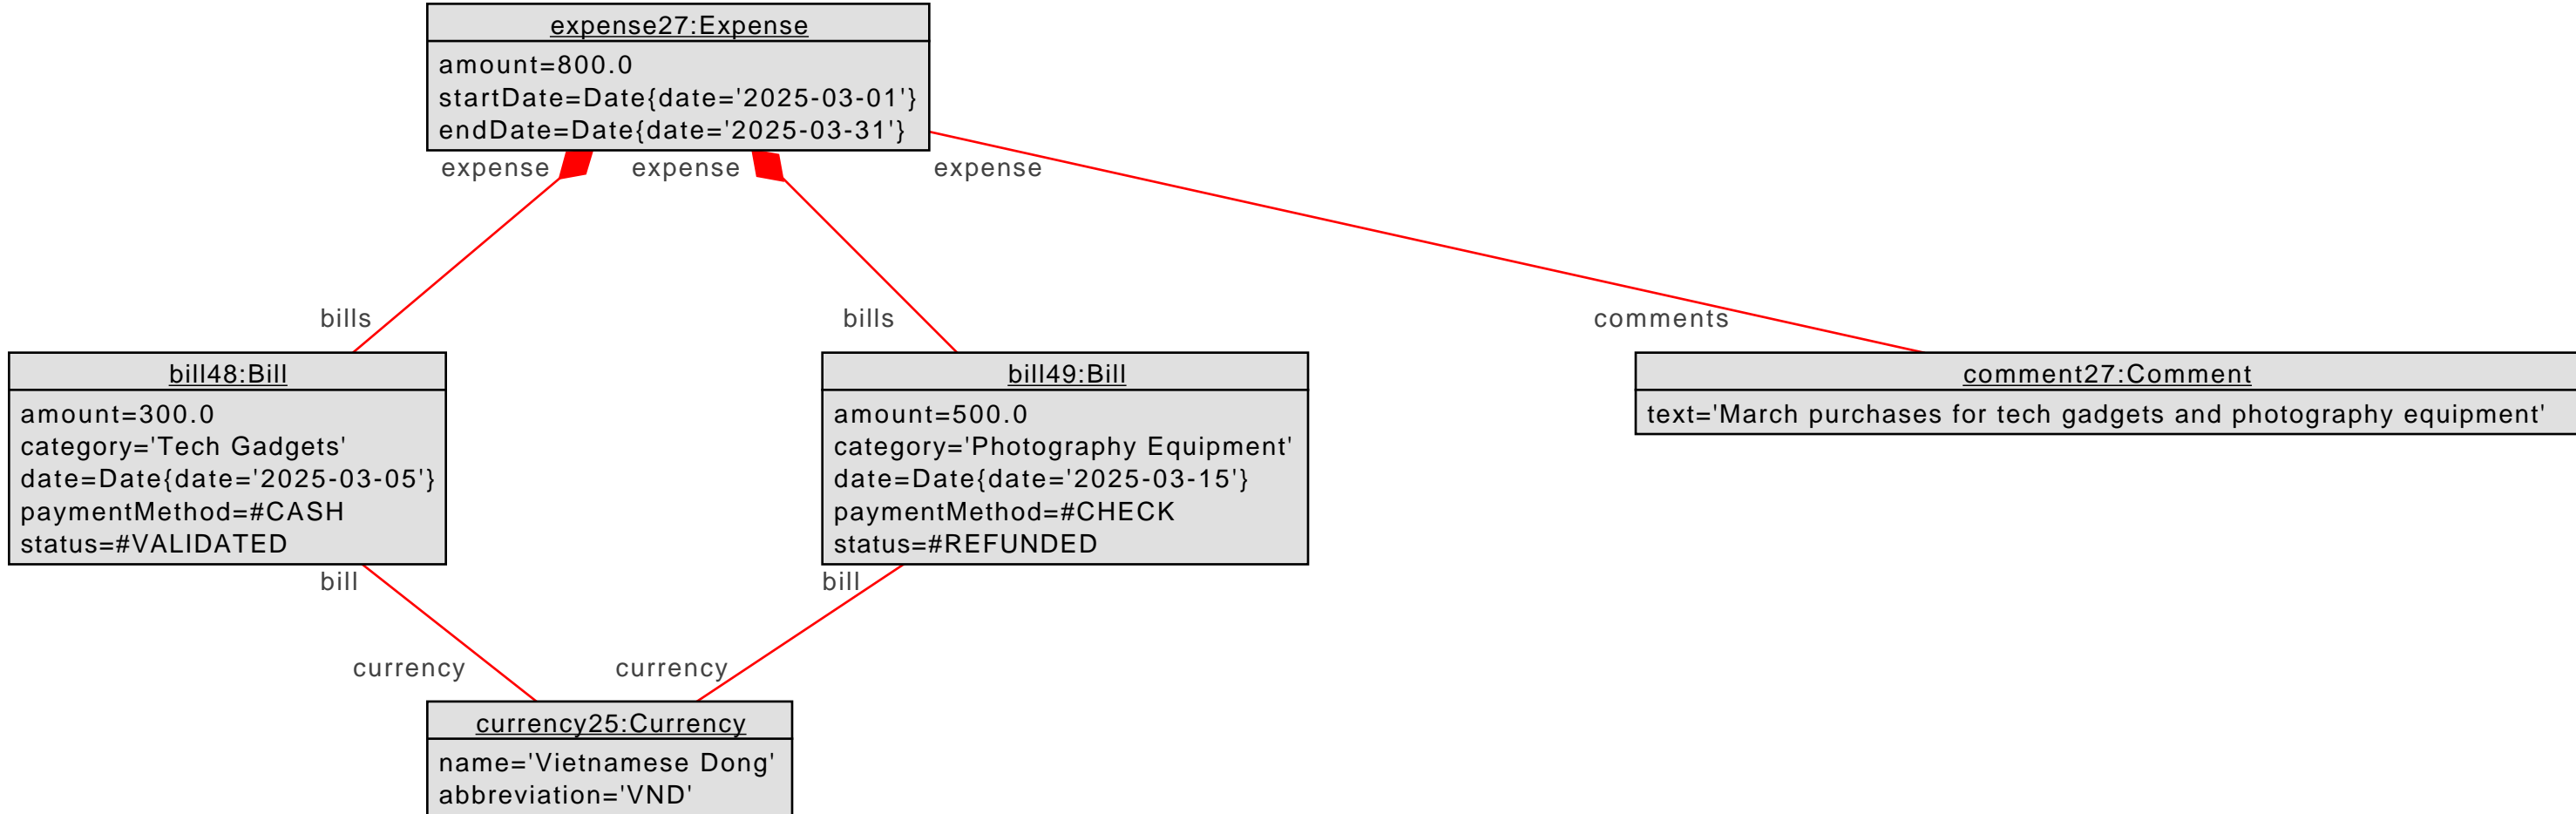 expense27:Expense
amount=800.0
startDate=Date{date='2025-03-01'}
endDate=Date{date='2025-03-31'}
expense
expense
expense
bills
bills
comments
bill48:Bill
amount=300.0
category='Tech Gadgets'
date=Date{date='2025-03-05'}
paymentMethod=#CASH
status=#VALIDATED
bill49:Bill
amount=500.0
category='Photography Equipment'
date=Date{date='2025-03-15'}
paymentMethod=#CHECK
status=#REFUNDED
comment27:Comment
text='March purchases for tech gadgets and photography equipment'
bill
bill
currency
currency
currency25:Currency
name='Vietnamese Dong'
abbreviation='VND'